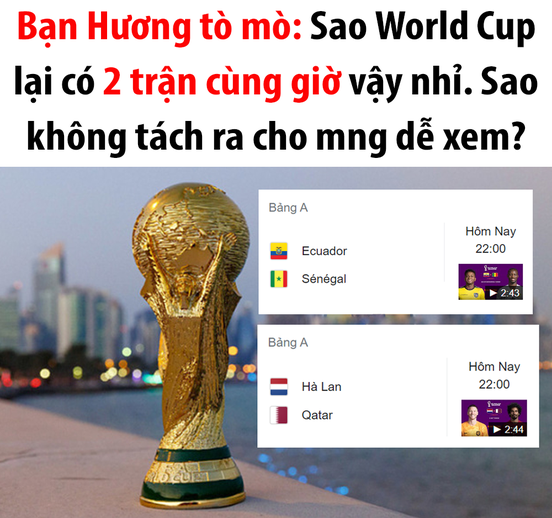 Bạn Hương tò mò: Sao World Cup
lại có 2 trận cùng giờ vậy nhỉ. Sao
không tách ra cho mng dễ xem?
Bảng A
Ecuador
Sénégal
Hôm Nay
22:00
2:43
Bảng A
Hà Lan
Qatar
Hôm Nay
22:00
2:44